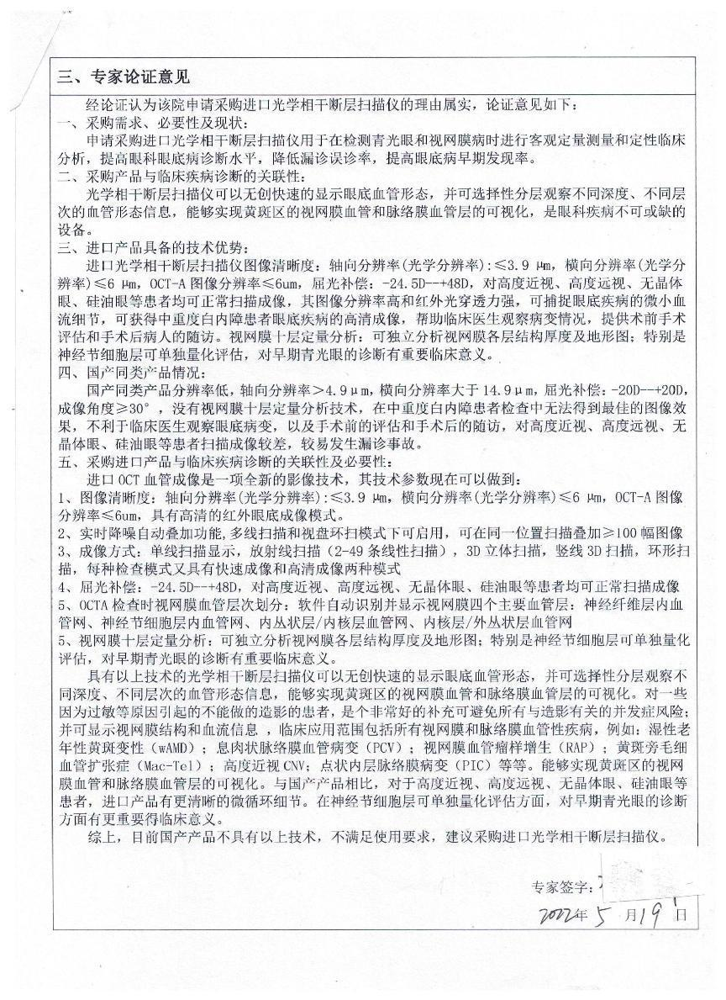 三、专家论证意见
经论证认为该院申请采购进口光学相干断层扫描仪的理由属实，论证意见如下：
一、采购需求、必要性及现状：
申请采购进口光学相干断层扫描仪用于在检测青光眼和视网膜病时进行客观定量测量和定性临床
分析，提高眼科眼底病诊断水平，降低漏诊误诊率，提高眼底病早期发现率。
二、采购产品与临床疾病诊断的关联性：
光学相干断层扫描仪可以无创快速的显示眼底血管形态，并可选择性分层观察不同深度、不同层
次的血管形态信息，能够实现黄斑区的视网膜血管和脉络膜血管层的可视化，是眼科疾病不可或缺的
设备。
三、进口产品具备的技术优势：
进口光学相干断层扫描仪图像清晰度：轴向分辨率(光学分辨率):≤3.9 μm，横向分辨率(光学分
辨率)≤6 μm，OCT-A 图像分辨率≤6um，屈光补偿：-24.5D--+48D，对高度近视、高度远视、无晶体
眼、硅油眼等患者均可正常扫描成像，其图像分辨率高和红外光穿透力强，可捕捉眼底疾病的微小血
流细节，可获得中重度白内障患者眼底疾病的高清成像，帮助临床医生观察病变情况，提供术前手术
评估和手术后病人的随访。视网膜十层定量分析：可独立分析视网膜各层结构厚度及地形图；特别是
神经节细胞层可单独量化评估，对早期青光眼的诊断有重要临床意义。
四、国产同类产品情况：
国产同类产品分辨率低，轴向分辨率＞4.9μm，横向分辨率大于 14.9μm，屈光补偿：-20D--+20D，
成像角度≥30°，没有视网膜十层定量分析技术，在中重度白内障患者检查中无法得到最佳的图像效
果，不利于临床医生观察眼底病变，以及手术前的评估和手术后的随访，对高度近视、高度远视、无
晶体眼、硅油眼等患者扫描成像较差，较易发生漏诊事故。
五、采购进口产品与临床疾病诊断的关联性及必要性：
进口 OCT 血管成像是一项全新的影像技术，其技术参数现在可以做到：
1、图像清晰度：轴向分辨率(光学分辨率):≤3.9 μm，横向分辨率(光学分辨率)≤6 μm，OCT-A 图像
分辨率≤6um，具有高清的红外眼底成像模式。
2、实时降噪自动叠加功能,多线扫描和视盘环扫模式下可启用，可在同一位置扫描叠加≥100 幅图像
3、成像方式：单线扫描显示，放射线扫描（2-49 条线性扫描），3D 立体扫描，竖线 3D 扫描，环形扫
描，每种检查模式又具有快速成像和高清成像两种模式
4、屈光补偿：-24.5D--+48D，对高度近视、高度远视、无晶体眼、硅油眼等患者均可正常扫描成像
5、OCTA 检查时视网膜血管层次划分：软件自动识别并显示视网膜四个主要血管层：神经纤维层内血
管网、神经节细胞层内血管网、内丛状层/内核层血管网、内核层/外丛状层血管网
5、视网膜十层定量分析：可独立分析视网膜各层结构厚度及地形图；特别是神经节细胞层可单独量化
评估，对早期青光眼的诊断有重要临床意义。
具有以上技术的光学相干断层扫描仪可以无创快速的显示眼底血管形态，并可选择性分层观察不
同深度、不同层次的血管形态信息，能够实现黄斑区的视网膜血管和脉络膜血管层的可视化。对一些
因为过敏等原因引起的不能做的造影的患者，是个非常好的补充可避免所有与造影有关的并发症风险；
并可显示视网膜结构和血流信息 ，临床应用范围包括所有视网膜和脉络膜血管性疾病，例如：湿性老
年性黄斑变性（wAMD）；息肉状脉络膜血管病变（PCV）；视网膜血管瘤样增生（RAP）；黄斑旁毛细
血管扩张症（Mac-Tel）；高度近视 CNV；点状内层脉络膜病变（PIC）等等。能够实现黄斑区的视网
膜血管和脉络膜血管层的可视化。与国产产品相比，对于高度近视、高度远视、无晶体眼、硅油眼等
患者，进口产品有更清晰的微循环细节。在神经节细胞层可单独量化评估方面，对早期青光眼的诊断
方面有更重要得临床意义。
综上，目前国产产品不具有以上技术，不满足使用要求，建议采购进口光学相干断层扫描仪。
专家签字：
2022年 5 月19日